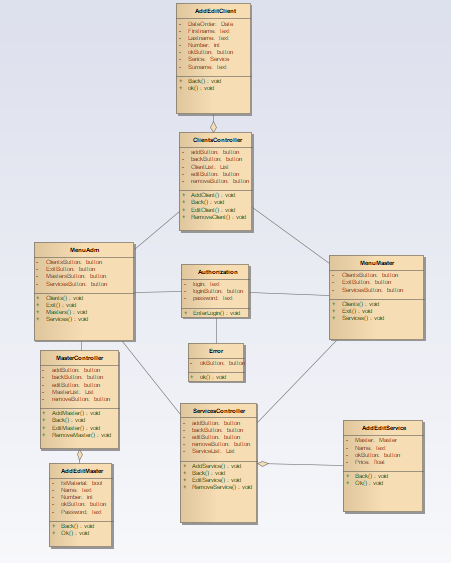 AddEditClient
- DateOrder: Date
- Firstname: text
- Lastname: text
- Number: int
- okButton: button
- Serice: Service
- Surname: text
+ Back() : void
+ ok() : void
ClientsController
- addButton: button
- backButton: button
- ClientList: List
- editButton: button
- removeButton: button
+ AddClient() : void
+ Back() : void
+ EditClient() : void
+ RemoveClient() : void
MenuAdm
- ClientsButton: button
- ExitButton: button
- MastersButton: button
- ServicesButton: button
+ Clients() : void
+ Exit() : void
+ Masters() : void
+ Services() : void
Authorization
- login: text
- loginButton: button
- password: text
+ EnterLogin() : void
MenuMaster
- ClientsButton: button
- ExitButton: button
- ServicesButton: button
+ Clients() : void
+ Exit() : void
+ Services() : void
Error
- okButton: button
+ ok() : void
MasterController
- addButton: button
- backButton: button
- editButton: button
- MasterList: List
- removeButton: button
+ AddMaster() : void
+ Back() : void
+ EditMaster() : void
+ RemoveMaster() : void
ServicesController
- addButton: button
- backButton: button
- editButton: button
- removeButton: button
- ServiceList: List
+ AddService() : void
+ Back() : void
+ EditService() : void
+ RemoveService() : void
AddEditService
- Master: Master
- Name: text
- okButton: button
- Price: float
+ Back() : void
+ Ok() : void
AddEditMaster
- IsMaterial: bool
- Name: text
- Number: int
- okButton: button
- Password: text
+ Back() : void
+ Ok() : void